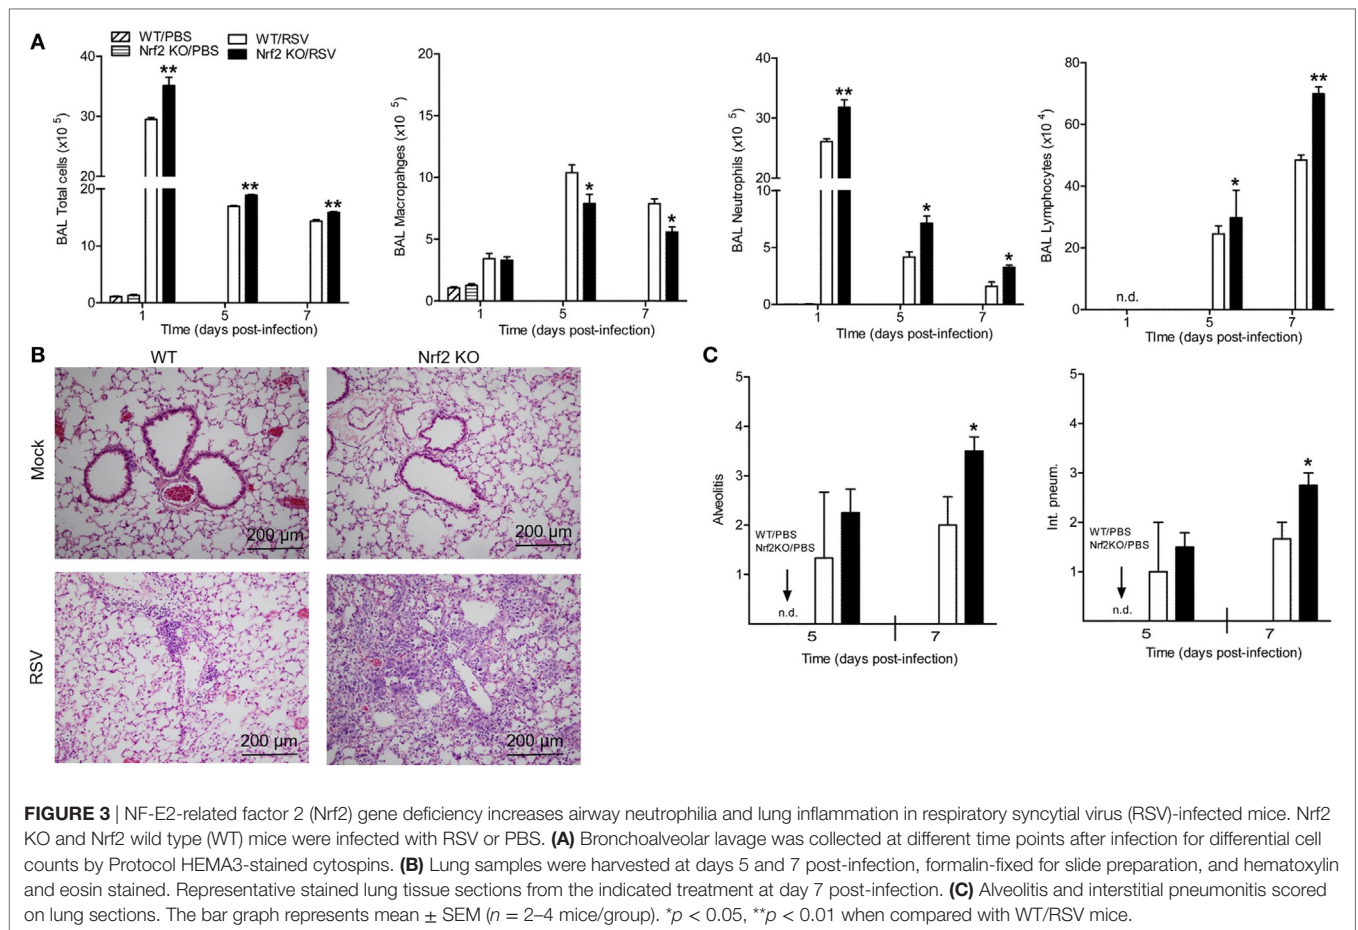 A
WT/PBS
Nrf2 KO/PBS
WT/RSV
Nrf2 KO/RSV
BAL Total cells (x10 5)
40
30
20
20
10
0
**
**
**
1
5
7
TIme (days post-infection)
BAL Macropahges (x10 5)
20
15
10
5
0
*
*
1
5
7
TIme (days post-infection)
BAL Neutrophils (x10 5)
40
30
20
10
5
0
**
*
*
1
5
7
TIme (days post-infection)
BAL Lymphocytes (x10 4)
80
60
40
20
0
n.d.
*
**
1
5
7
TIme (days post-infection)
B
WT
Nrf2 KO
Mock
200 µm
200 µm
RSV
200 µm
200 µm
C
Alveolitis
5
4
3
2
1
WT/PBS
Nrf2KO/PBS
n.d.
*
5
7
Time (days post-infection)
Int. pneum.
5
4
3
2
1
WT/PBS
Nrf2KO/PBS
n.d.
*
5
7
Time (days post-infection)
FIGURE 3 | NF-E2-related factor 2 (Nrf2) gene deficiency increases airway neutrophilia and lung inflammation in respiratory syncytial virus (RSV)-infected mice. Nrf2
KO and Nrf2 wild type (WT) mice were infected with RSV or PBS. (A) Bronchoalveolar lavage was collected at different time points after infection for differential cell
counts by Protocol HEMA3-stained cytospins. (B) Lung samples were harvested at days 5 and 7 post-infection, formalin-fixed for slide preparation, and hematoxylin
and eosin stained. Representative stained lung tissue sections from the indicated treatment at day 7 post-infection. (C) Alveolitis and interstitial pneumonitis scored
on lung sections. The bar graph represents mean ± SEM (n = 2–4 mice/group). *p < 0.05, **p < 0.01 when compared with WT/RSV mice.